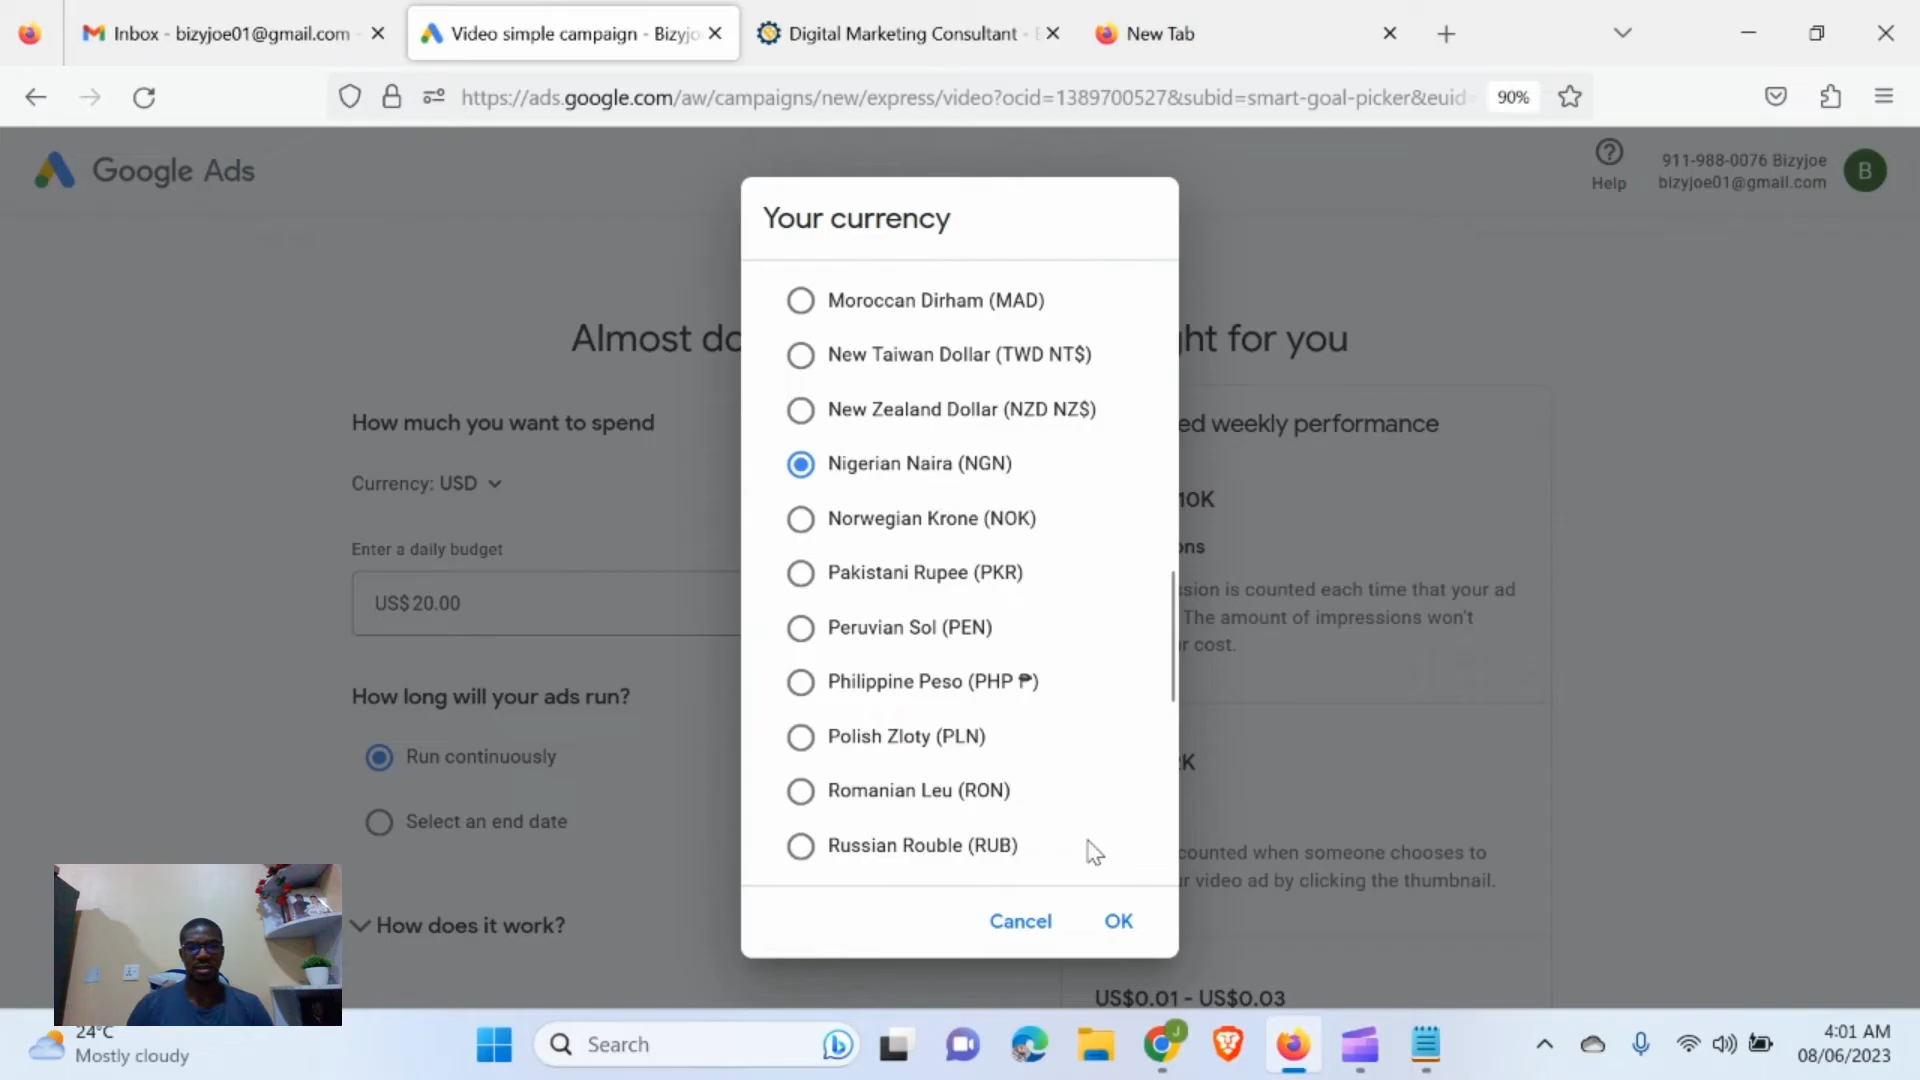 Inbox - bizyjoe01@gmail.com
Video simple campaign - Bizyjo
Digital Marketing Consultant -
New Tab
https://ads.google.com/aw/campaigns/new/express/video?ocid=1389700527&subid=smart-goal-picker&euid=
90%
Google Ads
Help
911-988-0076 Bizyjoe
bizyjoe01@gmail.com
B
Your currency
Almost do
ht for you
Moroccan Dirham (MAD)
New Taiwan Dollar (TWD NT$)
New Zealand Dollar (NZD NZ$)
Nigerian Naira (NGN)
Norwegian Krone (NOK)
Pakistani Rupee (PKR)
Peruvian Sol (PEN)
Philippine Peso (PHP ₱)
Polish Zloty (PLN)
Romanian Leu (RON)
Russian Rouble (RUB)
Cancel
OK
How much you want to spend
Currency: USD
Enter a daily budget
US$20.00
How long will your ads run?
Run continuously
Select an end date
How does it work?
ed weekly performance
10K
ns
sion is counted each time that your ad
The amount of impressions won't
r cost.
2K
counted when someone chooses to
r video ad by clicking the thumbnail.
US$0.01 - US$0.03
24°C
Mostly cloudy
Search
J
4:01 AM
08/06/2023